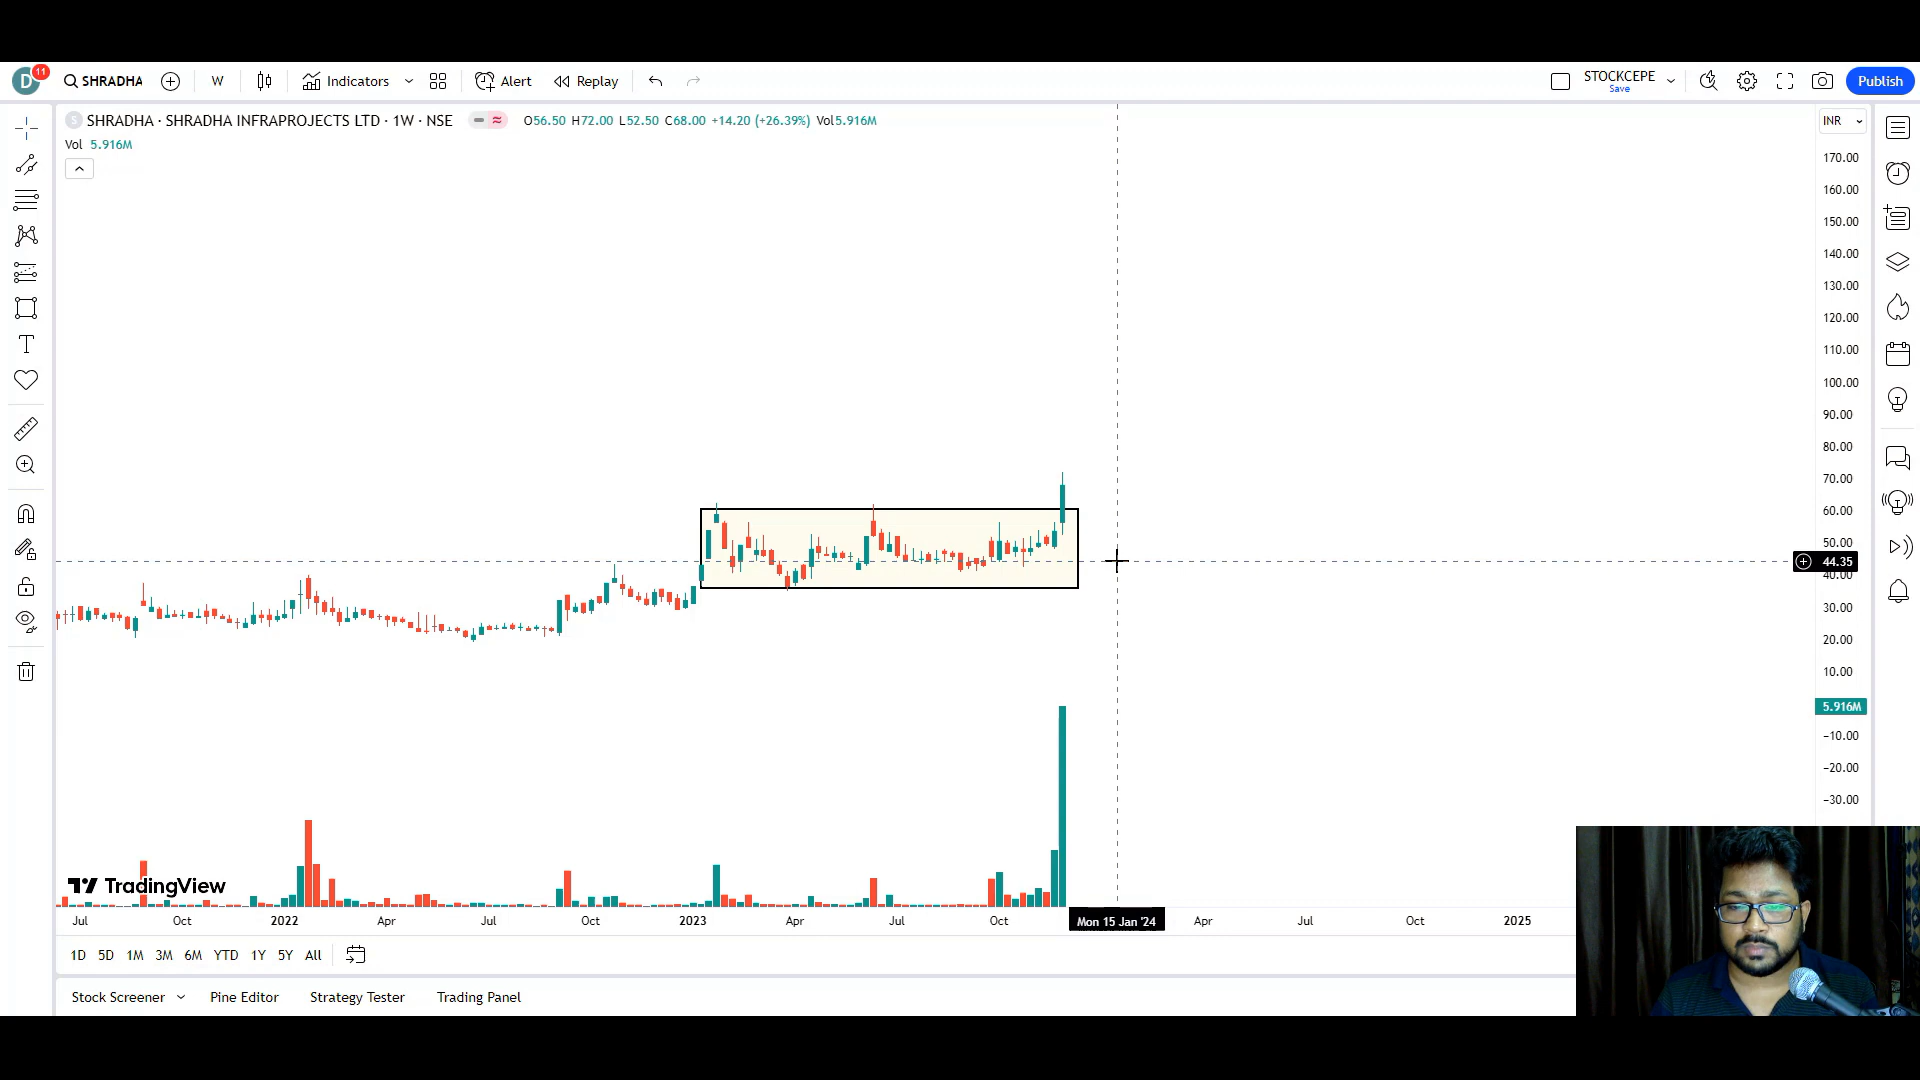 D 11 SHRADHA W Indicators Alert Replay STOCKCEPE Save Publish
S SHRADHA · SHRADHA INFRAPROJECTS LTD · 1W · NSE O56.50 H72.00 L52.50 C68.00 +14.20 (+26.39%) Vol5.916M
INR
Vol 5.916M
170.00
160.00
150.00
140.00
130.00
120.00
110.00
100.00
90.00
80.00
70.00
60.00
50.00
44.35
40.00
30.00
20.00
10.00
5.916M
−10.00
−20.00
−30.00
TradingView
Jul Oct 2022 Apr Jul Oct 2023 Apr Jul Oct Mon 15 Jan '24 Apr Jul Oct 2025
1D 5D 1M 3M 6M YTD 1Y 5Y All
Stock Screener Pine Editor Strategy Tester Trading Panel